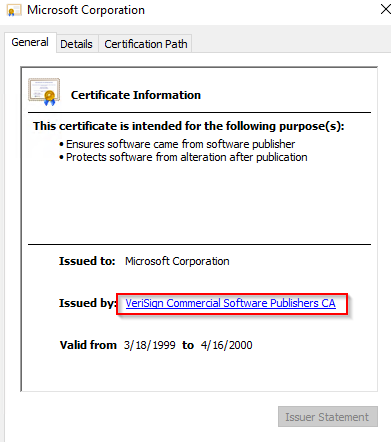 Microsoft Corporation
General Details Certification Path
Certificate Information
This certificate is intended for the following purpose(s):
• Ensures software came from software publisher
• Protects software from alteration after publication
Issued to: Microsoft Corporation
Issued by: VeriSign Commercial Software Publishers CA
Valid from 3/18/1999 to 4/16/2000
Issuer Statement